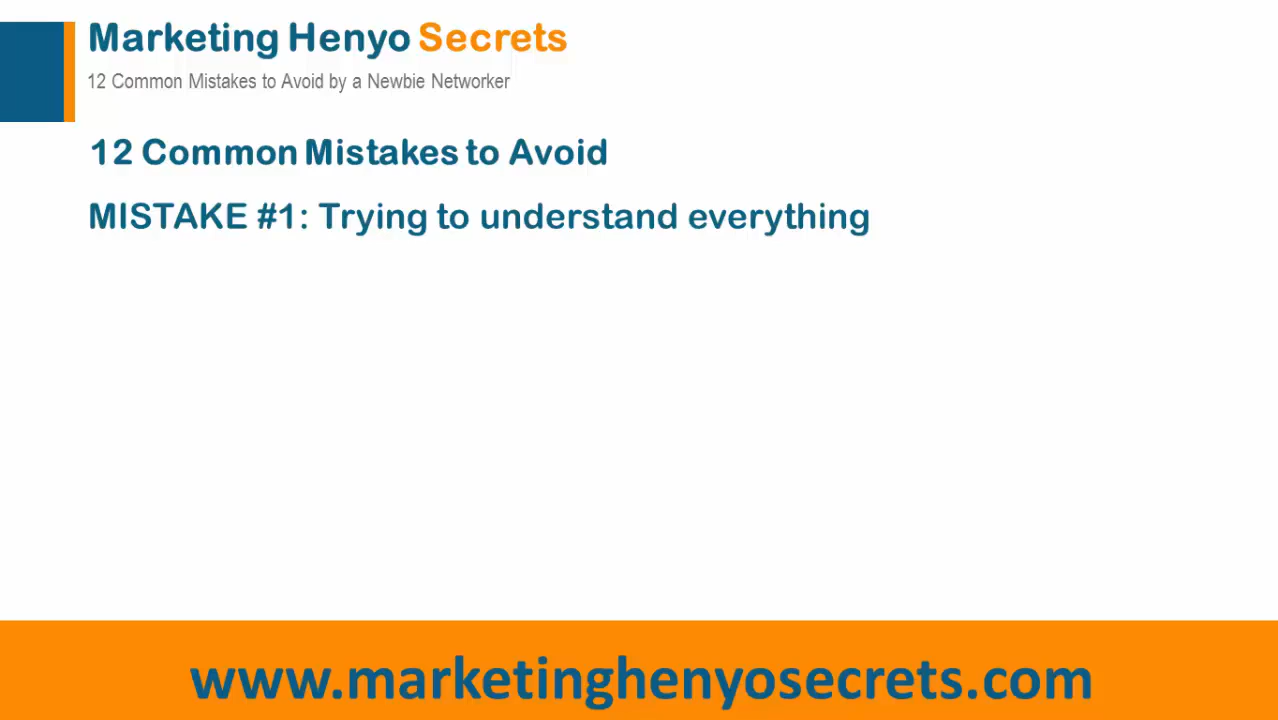 Marketing Henyo Secrets
12 Common Mistakes to Avoid by a Newbie Networker
12 Common Mistakes to Avoid
MISTAKE #1: Trying to understand everything
www.marketinghenyosecrets.com